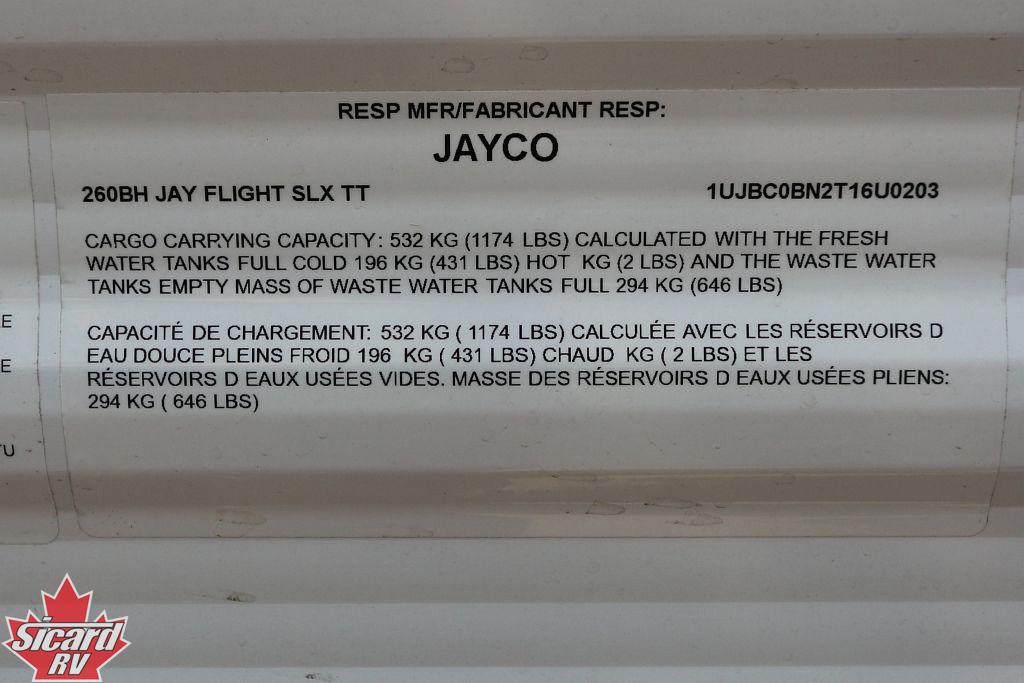 RESP MFR/FABRICANT RESP:
JAYCO
260BH JAY FLIGHT SLX TT 1UJBC0BN2T16U0203
CARGO CARRYING CAPACITY: 532 KG (1174 LBS) CALCULATED WITH THE FRESH
WATER TANKS FULL COLD 196 KG (431 LBS) HOT KG (2 LBS) AND THE WASTE WATER
TANKS EMPTY MASS OF WASTE WATER TANKS FULL 294 KG (646 LBS)
CAPACITÉ DE CHARGEMENT: 532 KG ( 1174 LBS) CALCULÉE AVEC LES RÉSERVOIRS D
EAU DOUCE PLEINS FROID 196 KG ( 431 LBS) CHAUD KG ( 2 LBS) ET LES
RÉSERVOIRS D EAUX USÉES VIDES. MASSE DES RÉSERVOIRS D EAUX USÉES PLIENS:
294 KG ( 646 LBS)
Sicard
RV